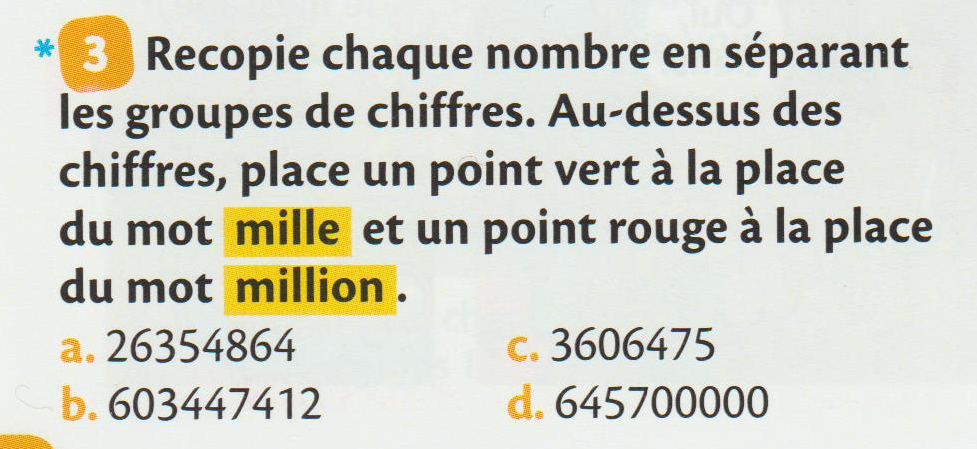 * 3 Recopie chaque nombre en séparant
les groupes de chiffres. Au-dessus des
chiffres, place un point vert à la place
du mot mille et un point rouge à la place
du mot million.
a. 26354864 c. 3606475
b. 603447412 d. 645700000